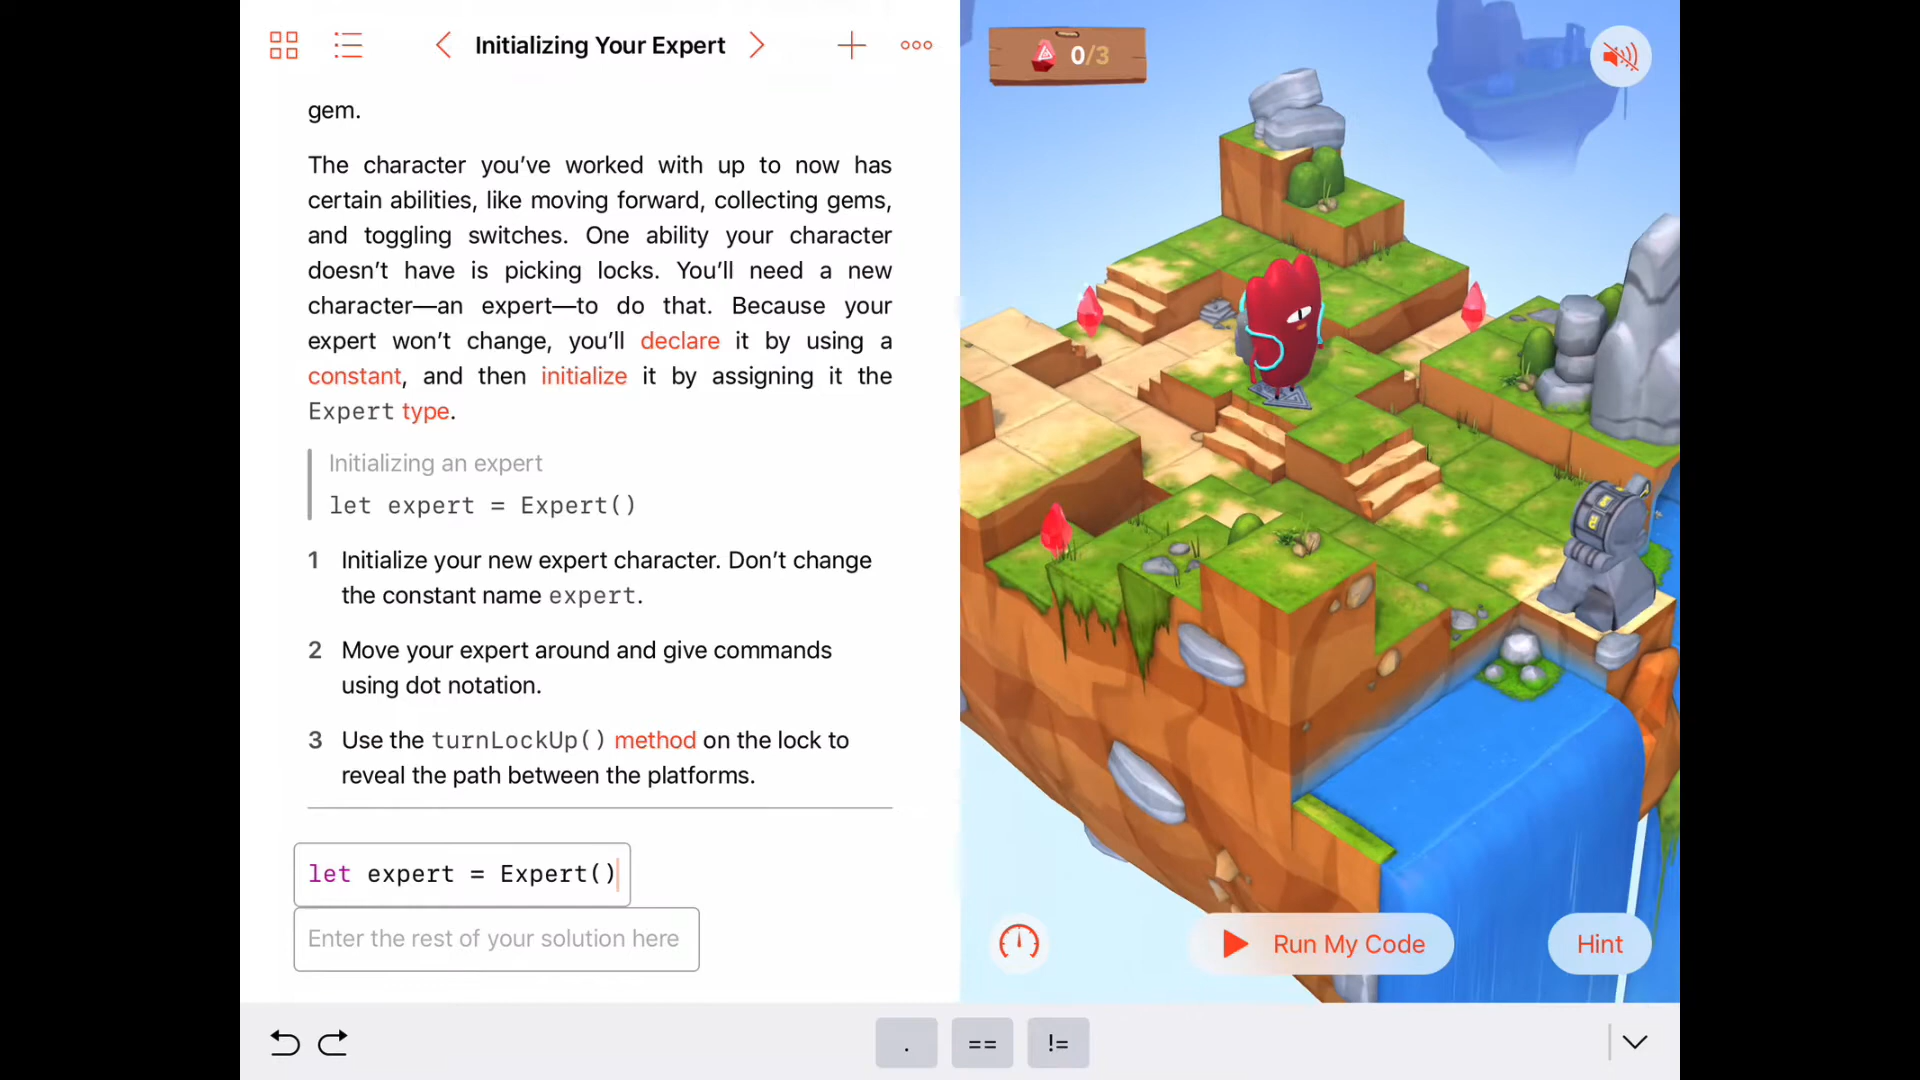 Initializing Your Expert
gem.
The character you’ve worked with up to now has
certain abilities, like moving forward, collecting gems,
and toggling switches. One ability your character
doesn’t have is picking locks. You’ll need a new
character—an expert—to do that. Because your
expert won’t change, you’ll declare it by using a
constant, and then initialize it by assigning it the
Expert type.
Initializing an expert
let expert = Expert()
1 Initialize your new expert character. Don’t change
the constant name expert.
2 Move your expert around and give commands
using dot notation.
3 Use the turnLockUp() method on the lock to
reveal the path between the platforms.
let expert = Expert()
Enter the rest of your solution here
0/3
Run My Code
Hint
. == !=